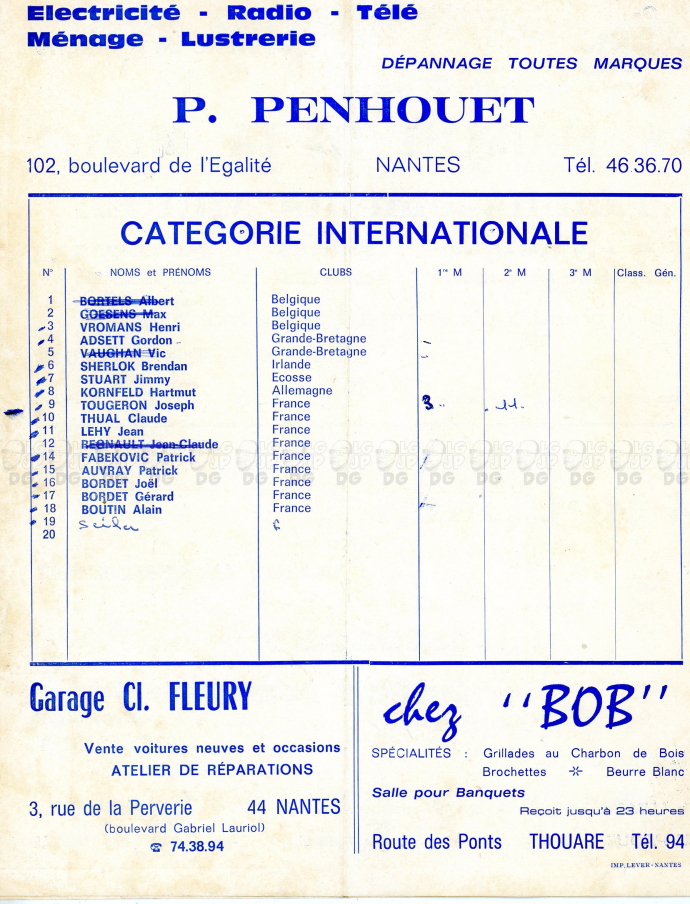 Electricité - Radio - Télé
Ménage - Lustrerie
DÉPANNAGE TOUTES MARQUES
P. PENHOUET
102, boulevard de l'Egalité NANTES Tél. 46.36.70
CATEGORIE INTERNATIONALE
N° NOMS et PRÉNOMS CLUBS 1re M 2e M 3e M Class. Gén.
1 BORTELS Albert Belgique
2 GOESENS Max Belgique
3 VROMANS Henri Belgique
4 ADSETT Gordon Grande-Bretagne
5 VAUGHAN Vic Grande-Bretagne
6 SHERLOK Brendan Irlande
7 STUART Jimmy Ecosse
8 KORNFELD Hartmut Allemagne
9 TOUGERON Joseph France 3
10 THUAL Claude France
11 LEHY Jean France
12 REGNAULT Jean-Claude France
14 FABEKOVIC Patrick France
15 AUVRAY Patrick France
16 BORDET Joël France
17 BORDET Gérard France
18 BOUTIN Alain France
19
20
Garage Cl. FLEURY
Vente voitures neuves et occasions
ATELIER DE RÉPARATIONS
3, rue de la Perverie 44 NANTES
(boulevard Gabriel Lauriol)
☎ 74.38.94
chez "BOB"
SPÉCIALITÉS : Grillades au Charbon de Bois
Brochettes Beurre Blanc
Salle pour Banquets
Reçoit jusqu'à 23 heures
Route des Ponts THOUARE Tél. 94
IMP. LEVER - NANTES